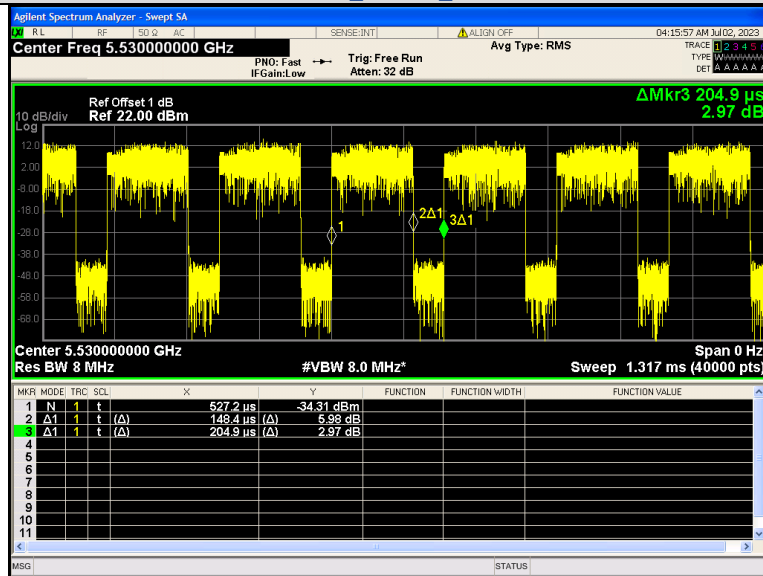 Agilent Spectrum Analyzer - Swept SA
LXI RL RF 50 Ω AC SENSE:INT ALIGN OFF 04:15:57 AM Jul 02, 2023
Center Freq 5.530000000 GHz
Avg Type: RMS
TRACE 1 2 3 4 5
PNO: Fast
Trig: Free Run
TYPE
IFGain:Low
Atten: 32 dB
DET A A A A A
ΔMkr3 204.9 µs
2.97 dB
Ref Offset 1 dB
10 dB/div Ref 22.00 dBm
Log
12.0
2.00
-8.00
-18.0
1 2Δ1 3Δ1
-28.0
-38.0
-48.0
-58.0
-68.0
Center 5.530000000 GHz Span 0 Hz
Res BW 8 MHz #VBW 8.0 MHz* Sweep 1.317 ms (40000 pts)
MKR MODE TRC SCL X Y FUNCTION FUNCTION WIDTH FUNCTION VALUE
1 N 1 t 527.2 µs -34.31 dBm
2 Δ1 1 t (Δ) 148.4 µs (Δ) 5.98 dB
3 Δ1 1 t (Δ) 204.9 µs (Δ) 2.97 dB
4
5
6
7
8
9
10
11
MSG STATUS